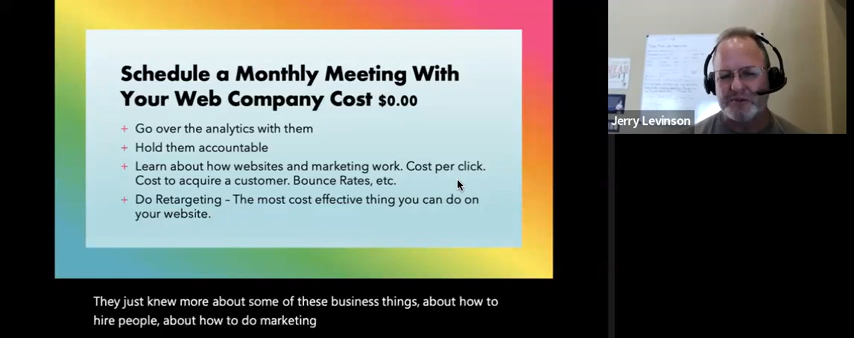 Schedule a Monthly Meeting With
Your Web Company Cost $0.00
+ Go over the analytics with them
+ Hold them accountable
+ Learn about how websites and marketing work. Cost per click.
Cost to acquire a customer. Bounce Rates, etc.
+ Do Retargeting – The most cost effective thing you can do on
your website.
They just knew more about some of these business things, about how to
hire people, about how to do marketing
Jerry Levinson